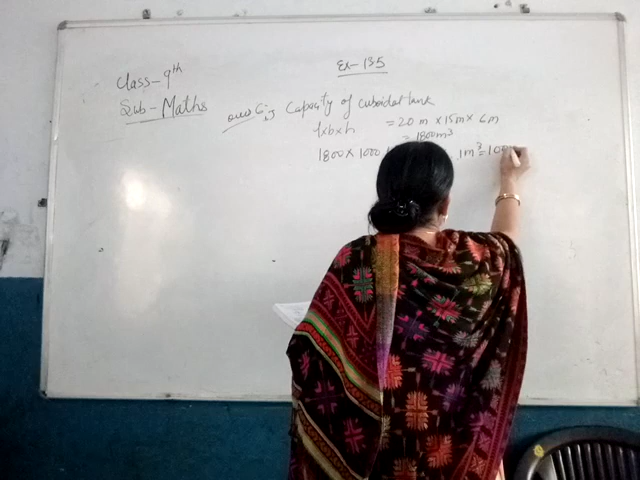 Ex-13.5
Class-9th
Sub-Maths
Capacity of cuboidal tank
l×b×h = 20 m × 15m × 6m
= 1800m³
1800 × 1000
1m³ = 100